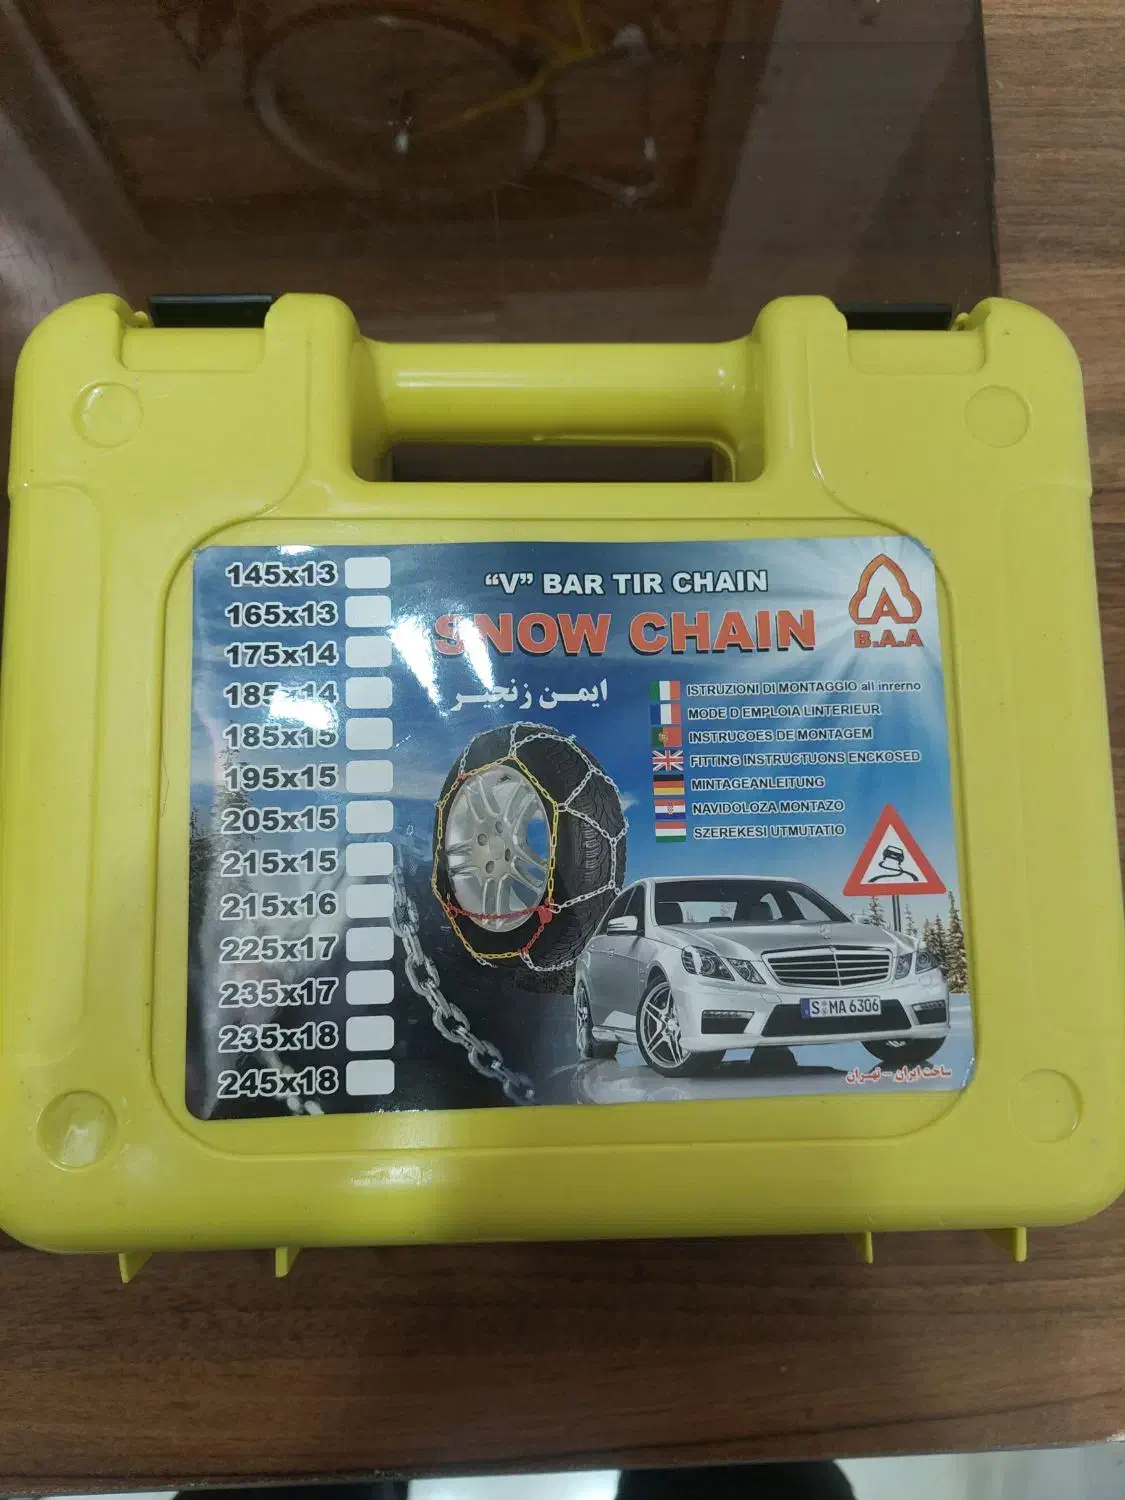 145x13
165x13
175x14
185x14
185x15
195x15
205x15
215x15
215x16
225x17
235x17
235x18
245x18
“V” BAR TIR CHAIN
SNOW CHAIN
ایمن زنجیر
A
B.A.A
ISTRUZIONI DI MONTAGGIO all inrerno
MODE D EMPLOIA LINTERIEUR
INSTRUCOES DE MONTAGEM
FITTING INSTRUCTUONS ENCKOSED
MINTAGEANLEITUNG
NAVIDOLOZA MONTAZO
SZEREKESI UTMUTATIO
S MA 6306
ساخت ایران - تهران